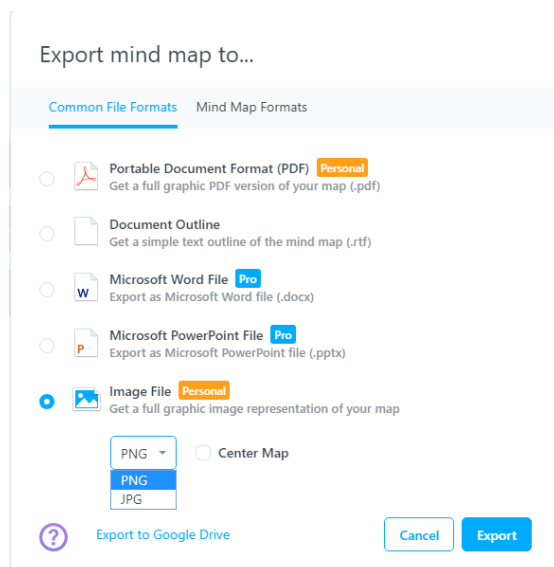 Export mind map to...
Common File Formats Mind Map Formats
Portable Document Format (PDF) Personal
Get a full graphic PDF version of your map (.pdf)
Document Outline
Get a simple text outline of the mind map (.rtf)
W
Microsoft Word File Pro
Export as Microsoft Word file (.docx)
P
Microsoft PowerPoint File Pro
Export as Microsoft PowerPoint file (.pptx)
Image File Personal
Get a full graphic image representation of your map
PNG Center Map
PNG
JPG
? Export to Google Drive Cancel Export